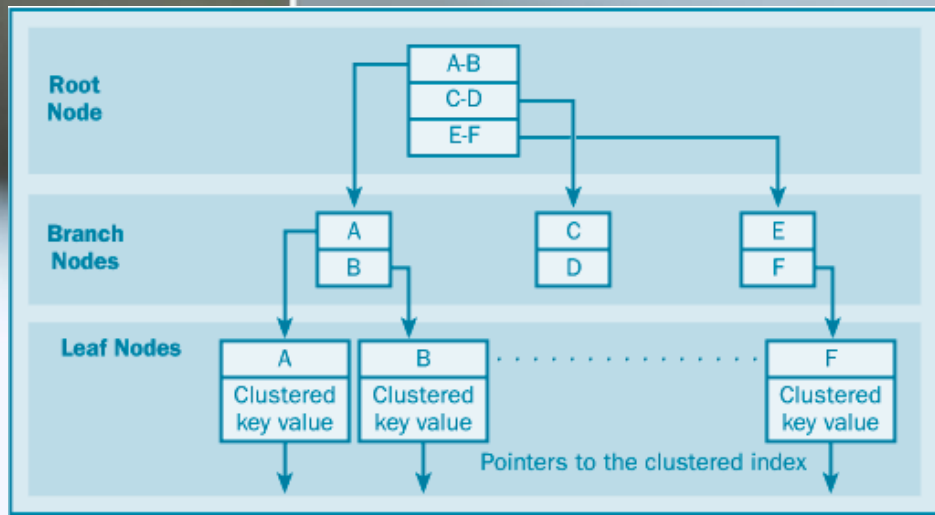 Root
Node
A-B
C-D
E-F
Branch
Nodes
A
B
C
D
E
F
Leaf Nodes
A
Clustered
key value
B
Clustered
key value
F
Clustered
key value
Pointers to the clustered index